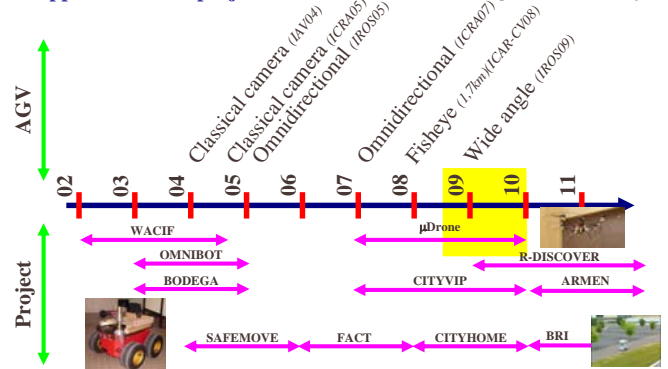 Classical camera (IAV04)
Classical camera (ICRA05)
Omnidirectional (IROS05)
Omnidirectional (ICRA07)
Fisheye (1.7km)(ICAR-CV08)
Wide angle (IROS09)
AGV
02 03 04 05 06 07 08 09 10 11
WACIF µDrone
OMNIBOT R-DISCOVER
BODEGA CITYVIP ARMEN
Project
SAFEMOVE FACT CITYHOME BRI